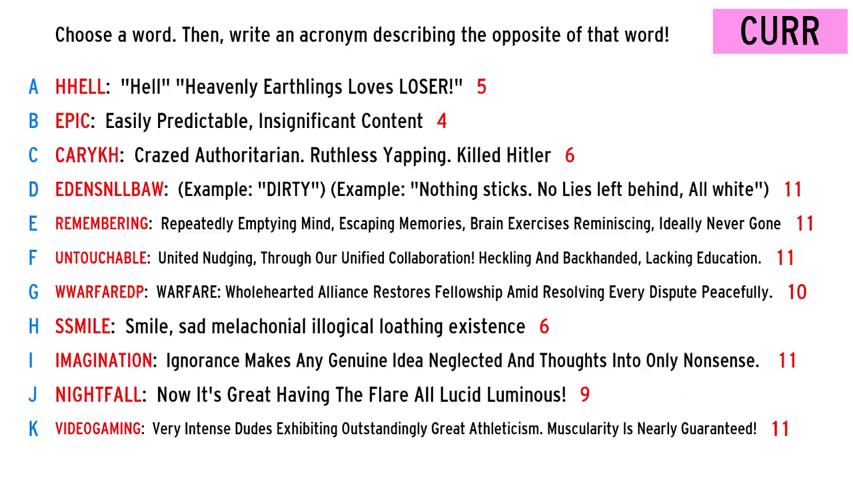 Choose a word. Then, write an acronym describing the opposite of that word!
CURR
A HHELL: "Hell" "Heavenly Earthlings Loves LOSER!" 5
B EPIC: Easily Predictable, Insignificant Content 4
C CARYKH: Crazed Authoritarian. Ruthless Yapping. Killed Hitler 6
D EDENSNLLBAW: (Example: "DIRTY") (Example: "Nothing sticks. No Lies left behind, All white") 11
E REMEMBERING: Repeatedly Emptying Mind, Escaping Memories, Brain Exercises Reminiscing, Ideally Never Gone 11
F UNTOUCHABLE: United Nudging, Through Our Unified Collaboration! Heckling And Backhanded, Lacking Education. 11
G WWARFAREDP: WARFARE: Wholehearted Alliance Restores Fellowship Amid Resolving Every Dispute Peacefully. 10
H SSMILE: Smile, sad melachonial illogical loathing existence 6
I IMAGINATION: Ignorance Makes Any Genuine Idea Neglected And Thoughts Into Only Nonsense. 11
J NIGHTFALL: Now It's Great Having The Flare All Lucid Luminous! 9
K VIDEOGAMING: Very Intense Dudes Exhibiting Outstandingly Great Athleticism. Muscularity Is Nearly Guaranteed! 11